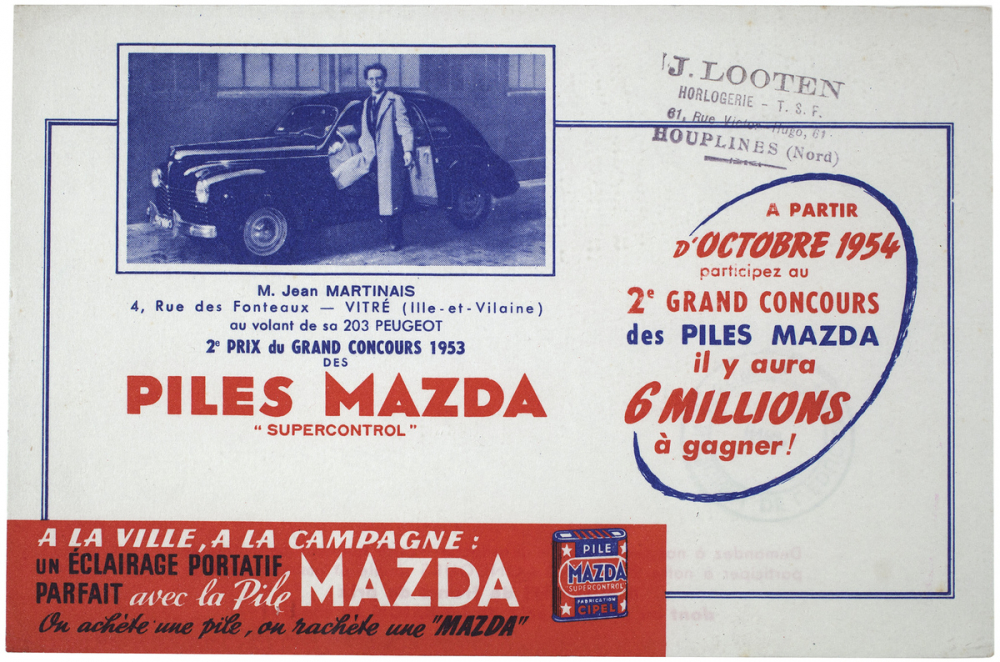 J. LOOTEN
HORLOGERIE - T. S. F.
61, Rue Victor Hugo, 61
HOUPLINES (Nord)
M. Jean MARTINAIS
4, Rue des Fonteaux — VITRÉ (Ille-et-Vilaine)
au volant de sa 203 PEUGEOT
2e PRIX du GRAND CONCOURS 1953
DES
PILES MAZDA
"SUPERCONTROL"
A PARTIR
D'OCTOBRE 1954
participez au
2e GRAND CONCOURS
des PILES MAZDA
il y aura
6 MILLIONS
à gagner!
A LA VILLE, A LA CAMPAGNE :
UN ÉCLAIRAGE PORTATIF
PARFAIT avec la Pile MAZDA
On achète une pile, on rachète une "MAZDA"
PILE
MAZDA
SUPERCONTROL
FABRICATION
CIPEL